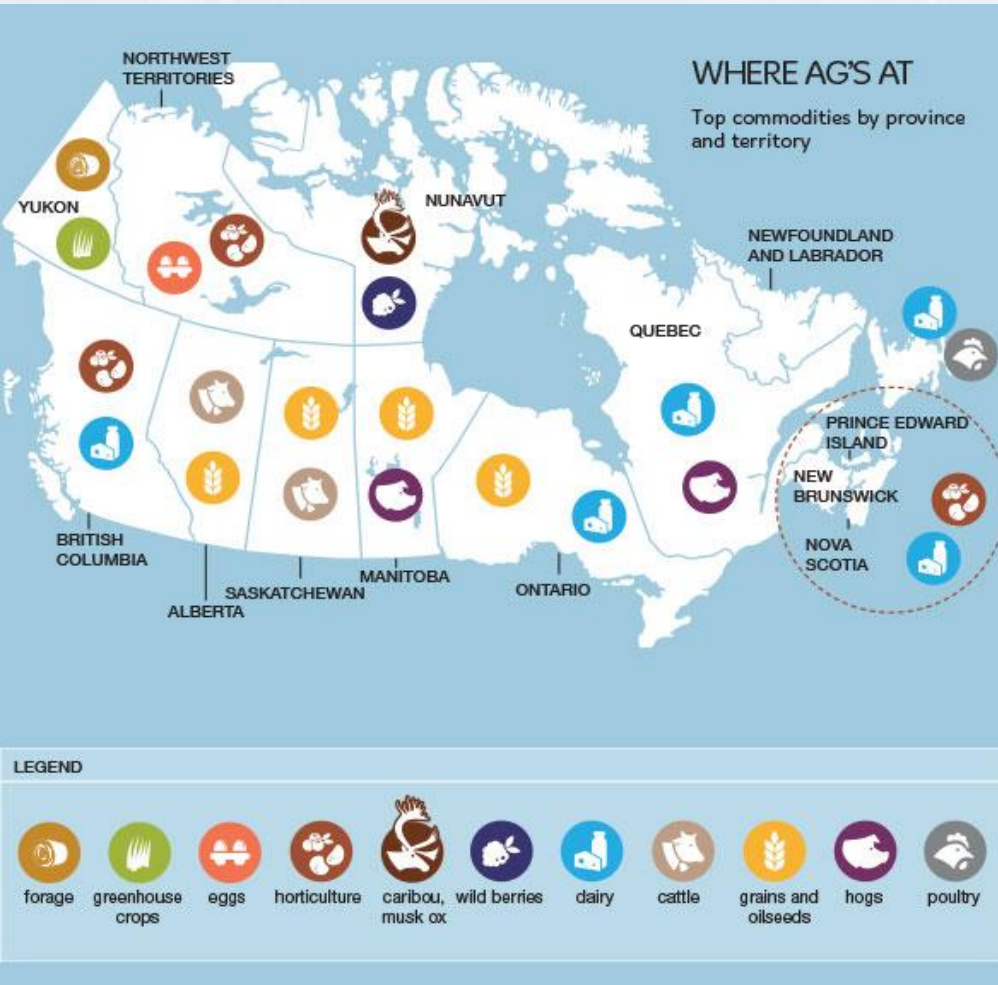 WHERE AG'S AT
Top commodities by province
and territory
NORTHWEST
TERRITORIES
YUKON
NUNAVUT
NEWFOUNDLAND
AND LABRADOR
QUEBEC
PRINCE EDWARD
ISLAND
NEW
BRUNSWICK
NOVA
SCOTIA
BRITISH
COLUMBIA
ALBERTA
SASKATCHEWAN
MANITOBA
ONTARIO
LEGEND
forage
greenhouse
crops
eggs
horticulture
caribou,
musk ox
wild berries
dairy
cattle
grains and
oilseeds
hogs
poultry